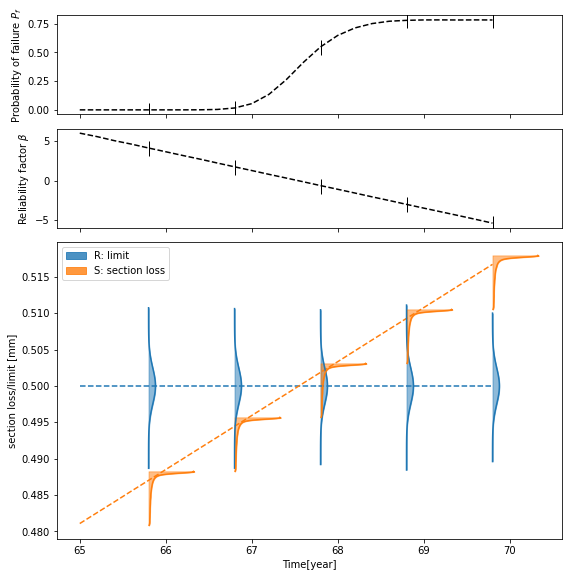 Probability of failure P_f
0.75
0.50
0.25
0.00
Reliability factor β
5
0
−5
section loss/limit [mm]
R: limit
S: section loss
0.515
0.510
0.505
0.500
0.495
0.490
0.485
0.480
65 66 67 68 69 70
Time[year]